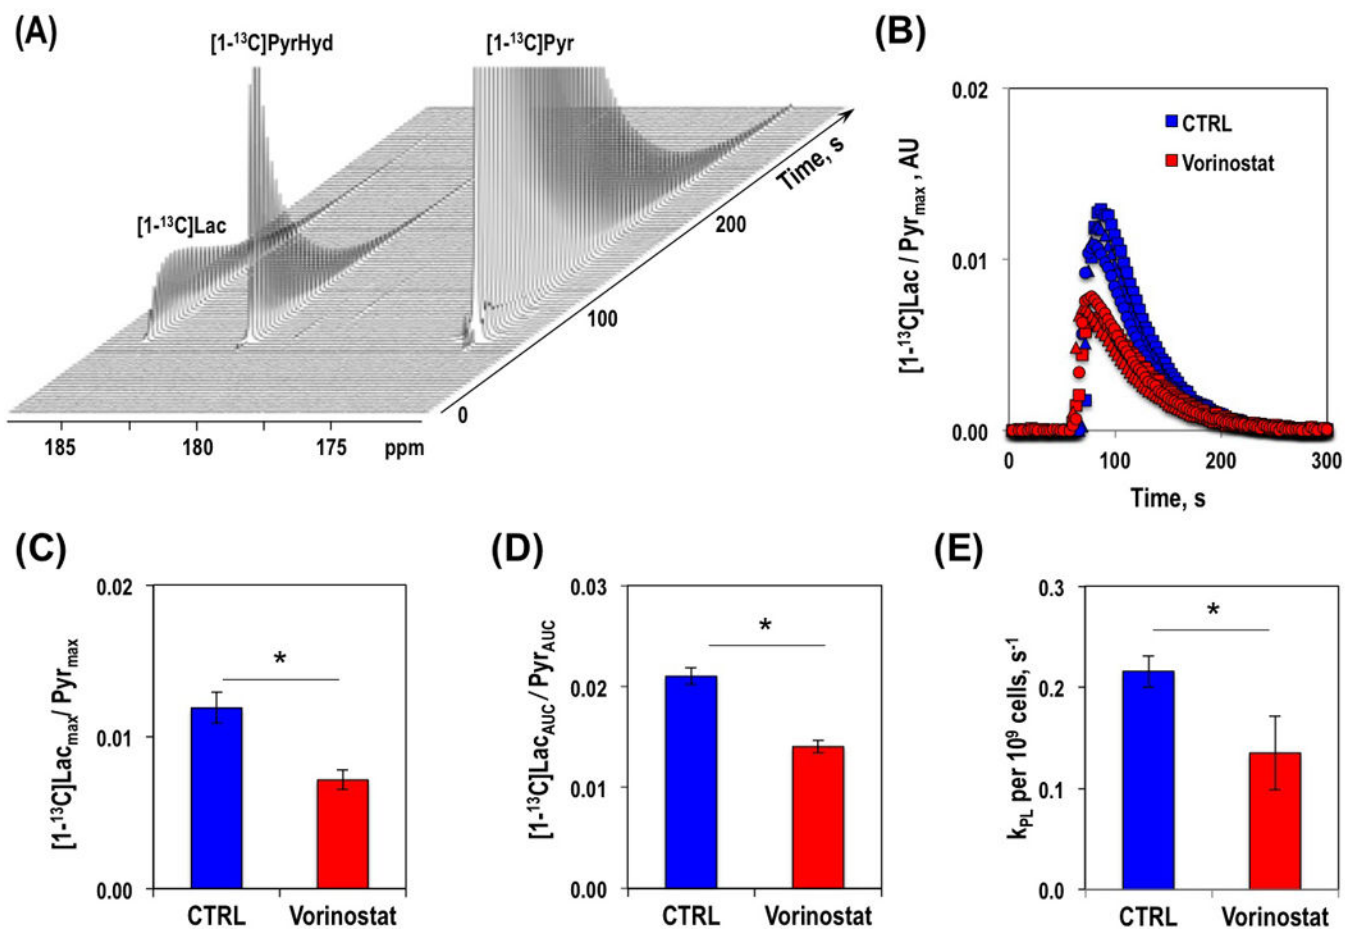 (A)
[1-¹³C]PyrHyd
[1-¹³C]Pyr
[1-¹³C]Lac
Time, s
200
100
0
185
180
175
ppm
(B)
[1-¹³C]Lac / Pyrₘₐₓ , AU
0.02
0.01
0.00
CTRL
Vorinostat
0
100
200
300
Time, s
(C)
[1-¹³C]Lacₘₐₓ/ Pyrₘₐₓ
0.02
0.01
0.00
*
CTRL
Vorinostat
(D)
[1-¹³C]Lac_AUC / Pyr_AUC
0.03
0.02
0.01
0.00
*
CTRL
Vorinostat
(E)
k_PL per 10⁹ cells, s⁻¹
0.3
0.2
0.1
0.0
*
CTRL
Vorinostat